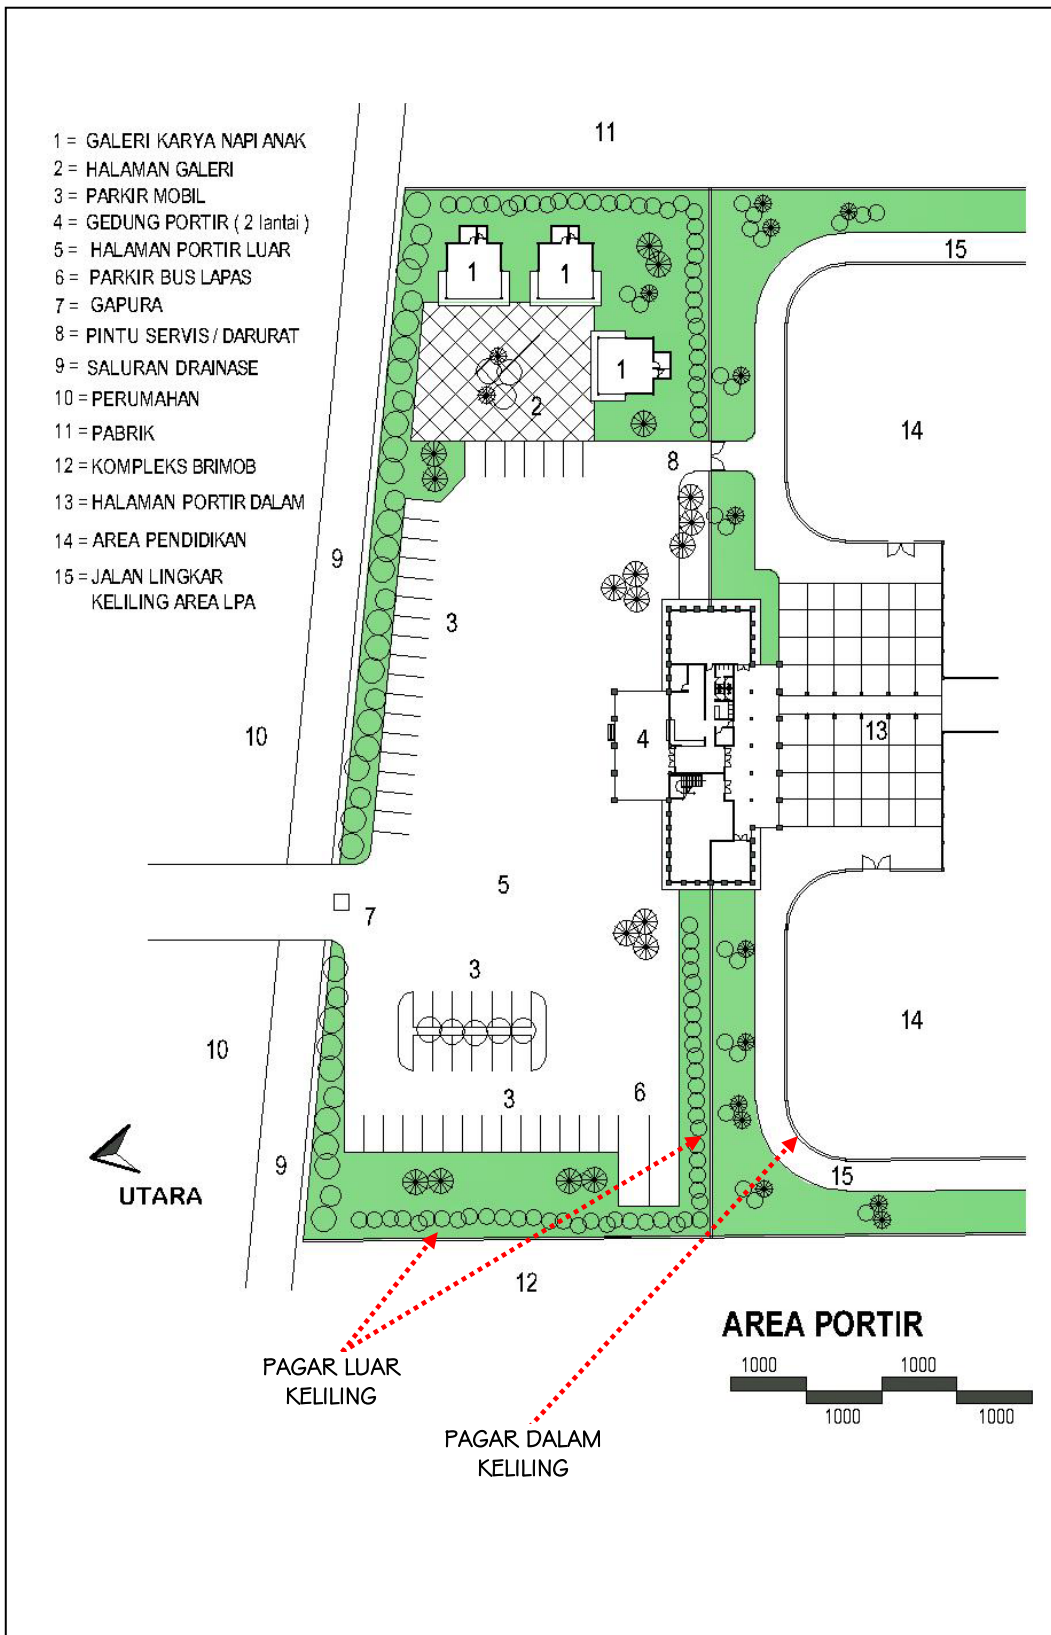 1 = GALERI KARYA NAPI ANAK
2 = HALAMAN GALERI
3 = PARKIR MOBIL
4 = GEDUNG PORTIR ( 2 lantai )
5 = HALAMAN PORTIR LUAR
6 = PARKIR BUS LAPAS
7 = GAPURA
8 = PINTU SERVIS / DARURAT
9 = SALURAN DRAINASE
10 = PERUMAHAN
11 = PABRIK
12 = KOMPLEKS BRIMOB
13 = HALAMAN PORTIR DALAM
14 = AREA PENDIDIKAN
15 = JALAN LINGKAR
KELILING AREA LPA
11
15
1
1
1
2
14
8
9
3
13
10
4
5
7
3
14
10
3
6
9
15
UTARA
12
AREA PORTIR
1000
1000
1000
1000
PAGAR LUAR
KELILING
PAGAR DALAM
KELILING